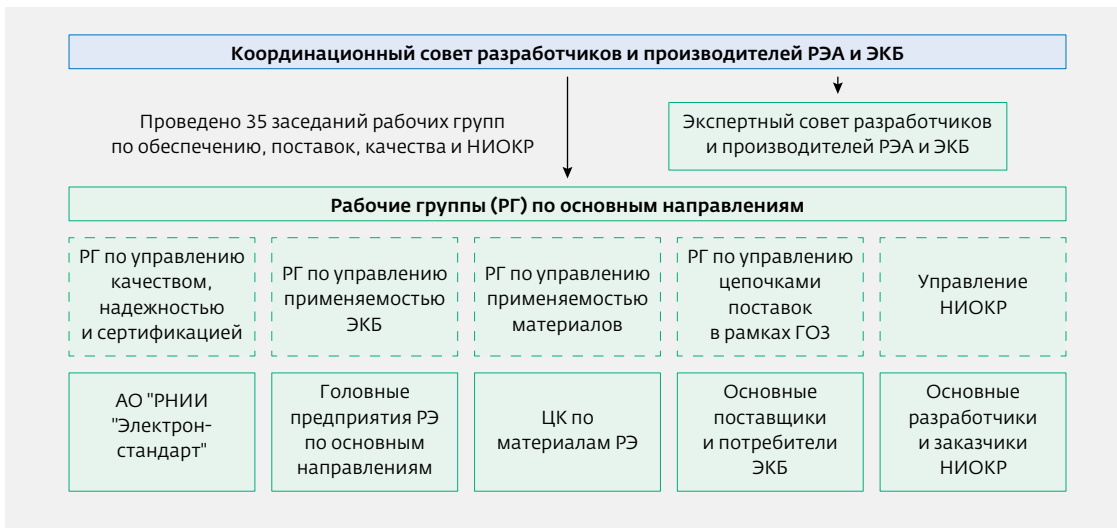 Координационный совет разработчиков и производителей РЭА и ЭКБ
Проведено 35 заседаний рабочих групп
по обеспечению, поставок, качества и НИОКР
Экспертный совет разработчиков
и производителей РЭА и ЭКБ
Рабочие группы (РГ) по основным направлениям
РГ по управлению
качеством,
надежностью
и сертификацией
РГ по управлению
применяемостью
ЭКБ
РГ по управлению
применяемостью
материалов
РГ по управлению
цепочками
поставок
в рамках ГОЗ
Управление
НИОКР
АО "РНИИ
"Электрон-
стандарт"
Головные
предприятия РЭ
по основным
направлениям
ЦК по
материалам РЭ
Основные
поставщики
и потребители
ЭКБ
Основные
разработчики
и заказчики
НИОКР